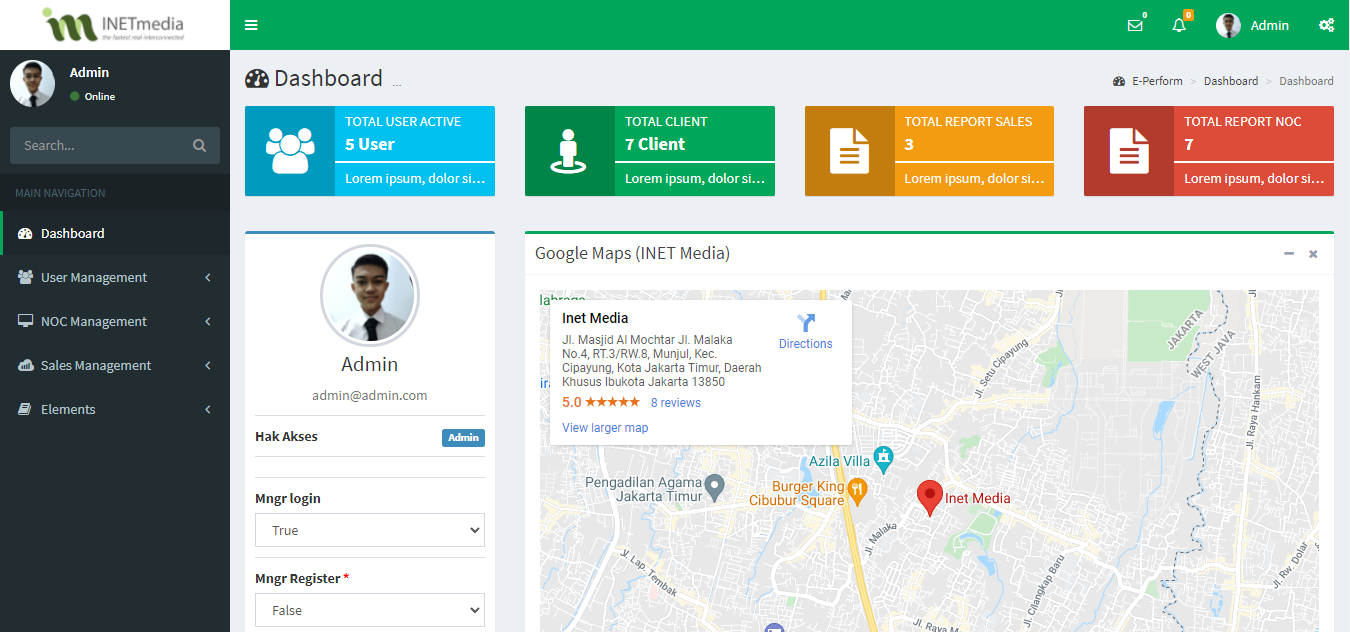 INETmedia
the fastest real interconnected
0
0
Admin
Admin
Online
Search...
MAIN NAVIGATION
Dashboard
User Management
NOC Management
Sales Management
Elements
Dashboard ...
E-Perform > Dashboard > Dashboard
TOTAL USER ACTIVE
5 User
Lorem ipsum, dolor si...
TOTAL CLIENT
7 Client
Lorem ipsum, dolor si...
TOTAL REPORT SALES
3
Lorem ipsum, dolor si...
TOTAL REPORT NOC
7
Lorem ipsum, dolor si...
Admin
admin@admin.com
Hak Akses
Admin
Mngr login
True
Mngr Register *
False
Google Maps (INET Media)
Inet Media
Jl. Masjid Al Mochtar Jl. Malaka
No.4, RT.3/RW.8, Munjul, Kec.
Cipayung, Kota Jakarta Timur, Daerah
Khusus Ibukota Jakarta 13850
5.0
8 reviews
View larger map
Directions
Jl. Setu Cipayung
JAKARTA
WEST JAVA
Jl. Raya Hankam
Azila Villa
Pengadilan Agama
Jakarta Timur
Burger King
Cibubur Square
Inet Media
Jl. Malaka
Jl. Lap. Tembak
Jl. Cilangkap Baru
Jl. Rw. Dolar
Jl. Raya